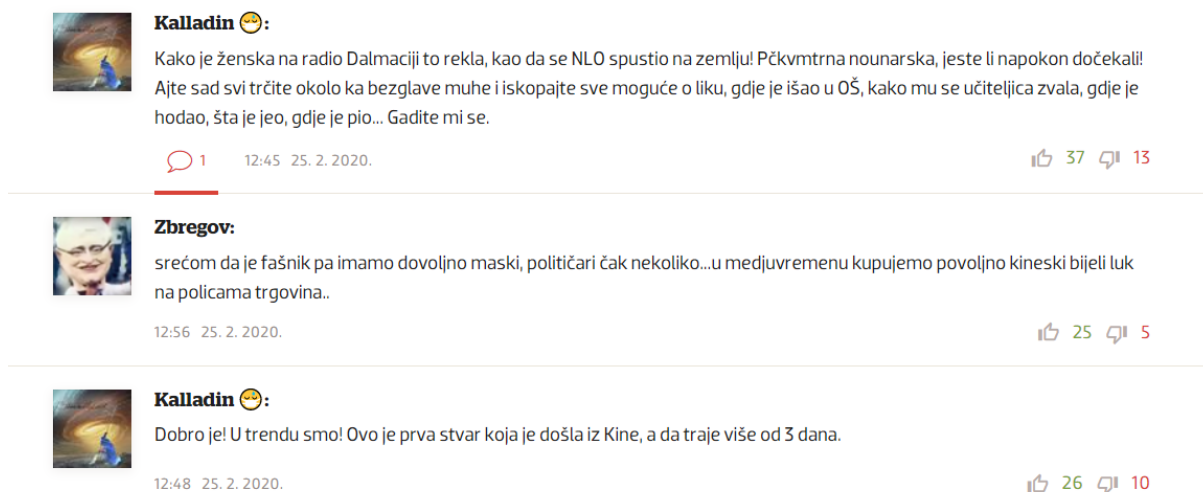 Kalladin 😷:
Kako je ženska na radio Dalmaciji to rekla, kao da se NLO spustio na zemlju! Pčkvmtrna nounarska, jeste li napokon dočekali!
Ajte sad svi trčite okolo ka bezglave muhe i iskopajte sve moguće o liku, gdje je išao u OŠ, kako mu se učiteljica zvala, gdje je
hodao, šta je jeo, gdje je pio... Gadite mi se.
1 12:45 25. 2. 2020. 37 13
Zbregov:
srećom da je fašnik pa imamo dovoljno maski, političari čak nekoliko...u medjuvremenu kupujemo povoljno kineski bijeli luk
na policama trgovina..
12:56 25. 2. 2020. 25 5
Kalladin 😷:
Dobro je! U trendu smo! Ovo je prva stvar koja je došla iz Kine, a da traje više od 3 dana.
12:48 25. 2. 2020. 26 10